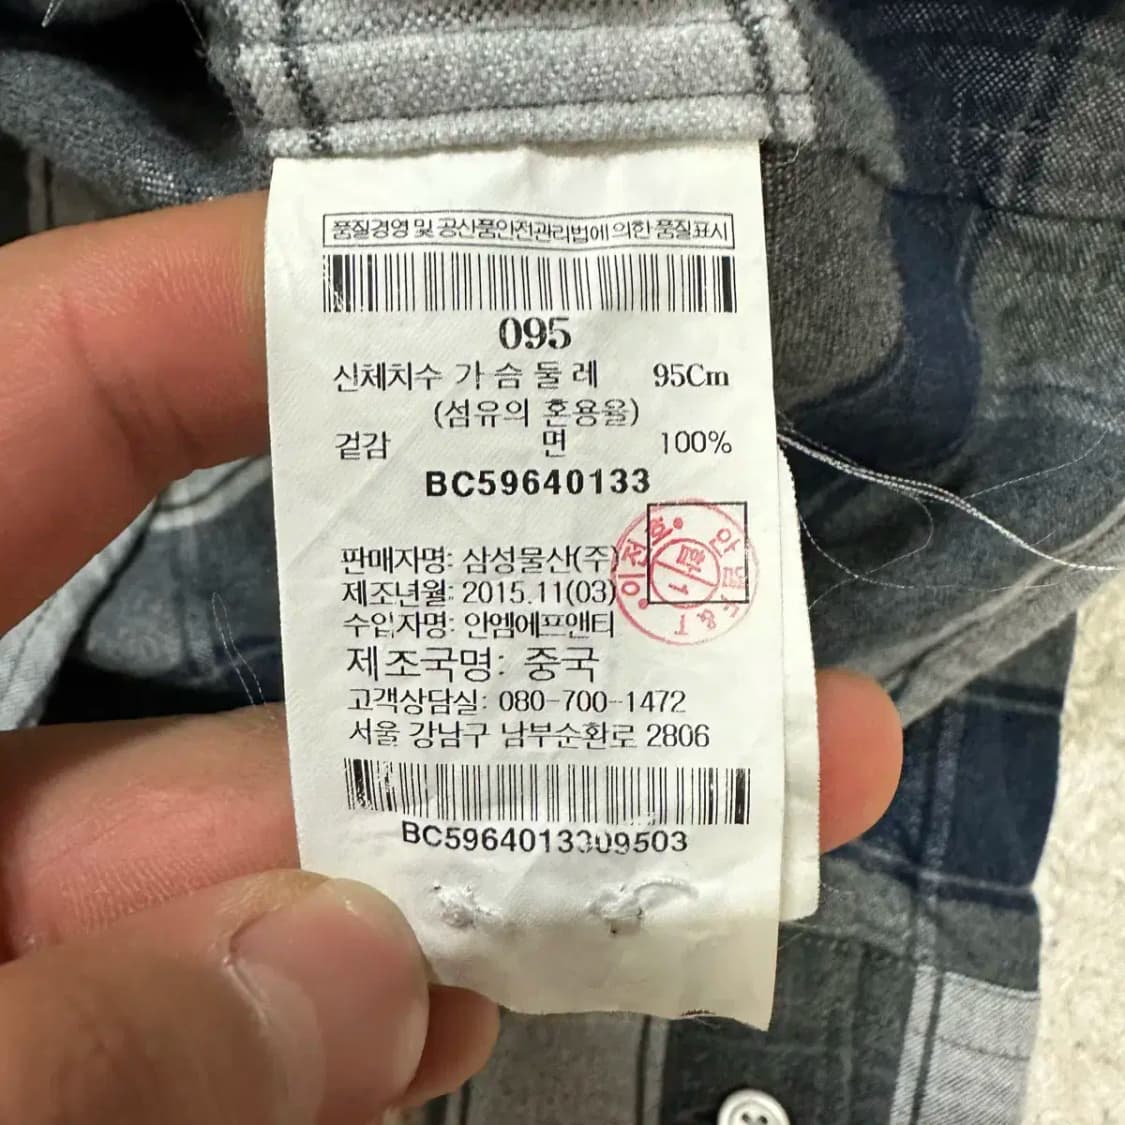 품질경영 및 공산품안전관리법에 의한 품질표시
095
신체치수 가 슴 둘 레 95Cm
(섬유의 혼용율)
겉감 면 100%
BC59640133
판매자명: 삼성물산(주)
제조년월: 2015.11(03)
수입자명: 안엠에프앤티
제조국명: 중국
고객상담실: 080-700-1472
서울 강남구 남부순환로 2806
BC5964013309503